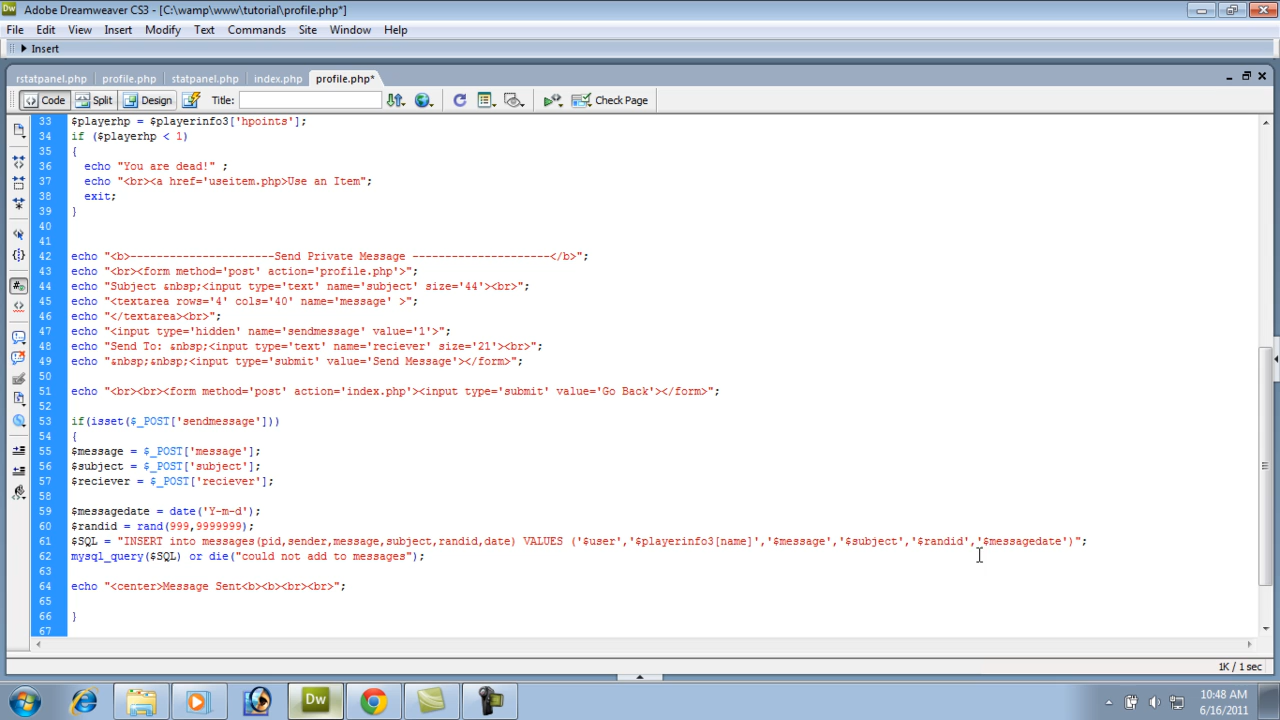 Adobe Dreamweaver CS3 - [C:\wamp\www\tutorial\profile.php*]
File Edit View Insert Modify Text Commands Site Window Help
Insert
rstatpanel.php profile.php statpanel.php index.php profile.php*
Code Split Design Title: Check Page
33 $playerhp = $playerinfo3['hpoints'];
34 if ($playerhp < 1)
35 {
36 echo "You are dead!" ;
37 echo "<br><a href='useitem.php>Use an Item";
38 exit;
39 }
40
41
42 echo "<b>----------------------Send Private Message ---------------------</b>";
43 echo "<br><form method='post' action='profile.php'>";
44 echo "Subject &nbsp;<input type='text' name='subject' size='44'><br>";
45 echo "<textarea rows='4' cols='40' name='message' >";
46 echo "</textarea><br>";
47 echo "<input type='hidden' name='sendmessage' value='1'>";
48 echo "Send To: &nbsp;<input type='text' name='reciever' size='21'><br>";
49 echo "&nbsp;&nbsp;<input type='submit' value='Send Message'></form>";
50
51 echo "<br><br><form method='post' action='index.php'><input type='submit' value='Go Back'></form>";
52
53 if(isset($_POST['sendmessage']))
54 {
55 $message = $_POST['message'];
56 $subject = $_POST['subject'];
57 $reciever = $_POST['reciever'];
58
59 $messagedate = date('Y-m-d');
60 $randid = rand(999,9999999);
61 $SQL = "INSERT into messages(pid,sender,message,subject,randid,date) VALUES ('$user','$playerinfo3[name]','$message','$subject','$randid','$messagedate')";
62 mysql_query($SQL) or die("could not add to messages");
63
64 echo "<center>Message Sent<b><b><br><br>";
65
66 }
67
1K / 1 sec
Dw
10:48 AM
6/16/2011